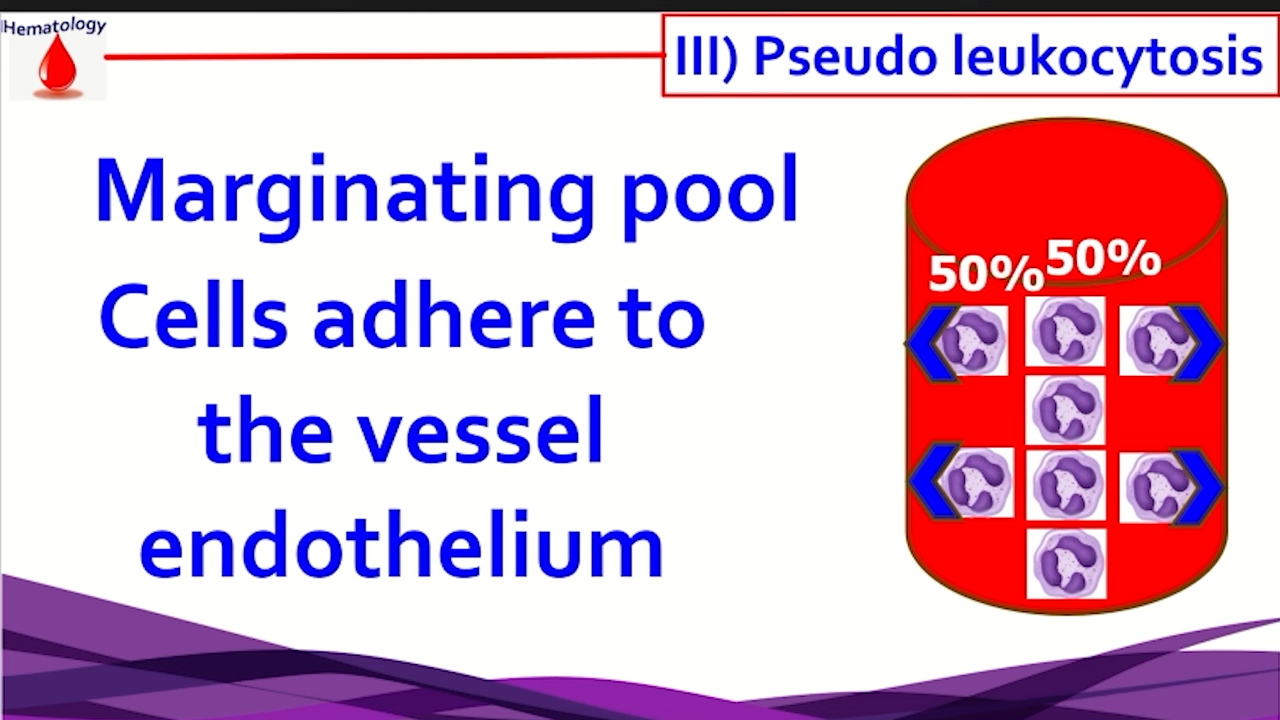 Hematology
III) Pseudo leukocytosis
Marginating pool
Cells adhere to
the vessel
endothelium
50%
50%